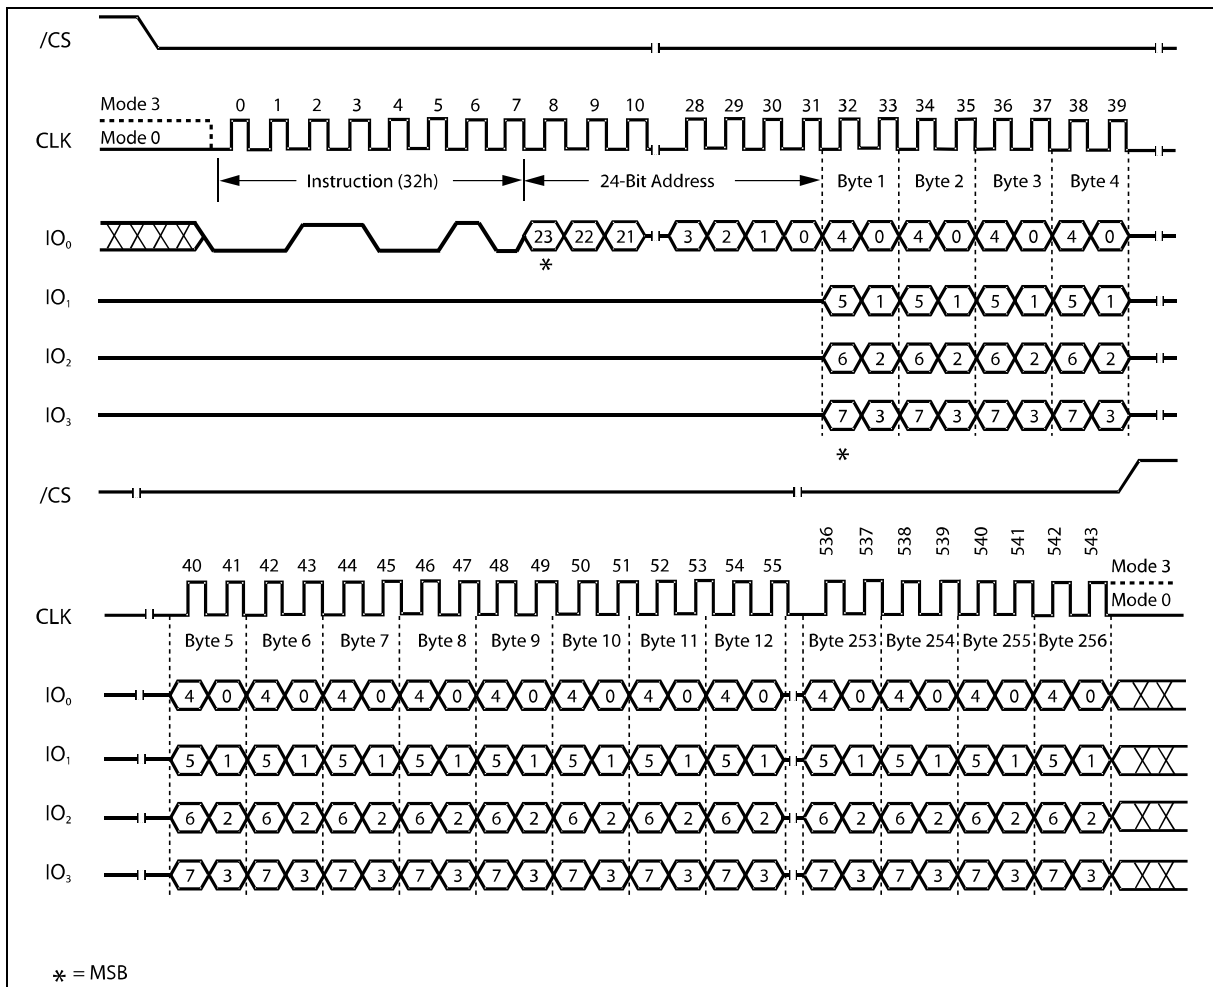 /CS
Mode 3
0 1 2 3 4 5 6 7 8 9 10 28 29 30 31 32 33 34 35 36 37 38 39
CLK
Mode 0
Instruction (32h) 24-Bit Address Byte 1 Byte 2 Byte 3 Byte 4
IO0 23 22 21 3 2 1 0 4 0 4 0 4 0 4 0
*
IO1 5 1 5 1 5 1 5 1
IO2 6 2 6 2 6 2 6 2
IO3 7 3 7 3 7 3 7 3
*
/CS
536 537 538 539 540 541 542 543
40 41 42 43 44 45 46 47 48 49 50 51 52 53 54 55 Mode 3
CLK Mode 0
Byte 5 Byte 6 Byte 7 Byte 8 Byte 9 Byte 10 Byte 11 Byte 12 Byte 253 Byte 254 Byte 255 Byte 256
IO0 4 0 4 0 4 0 4 0 4 0 4 0 4 0 4 0 4 0 4 0 4 0 4 0
IO1 5 1 5 1 5 1 5 1 5 1 5 1 5 1 5 1 5 1 5 1 5 1 5 1
IO2 6 2 6 2 6 2 6 2 6 2 6 2 6 2 6 2 6 2 6 2 6 2 6 2
IO3 7 3 7 3 7 3 7 3 7 3 7 3 7 3 7 3 7 3 7 3 7 3 7 3
* = MSB